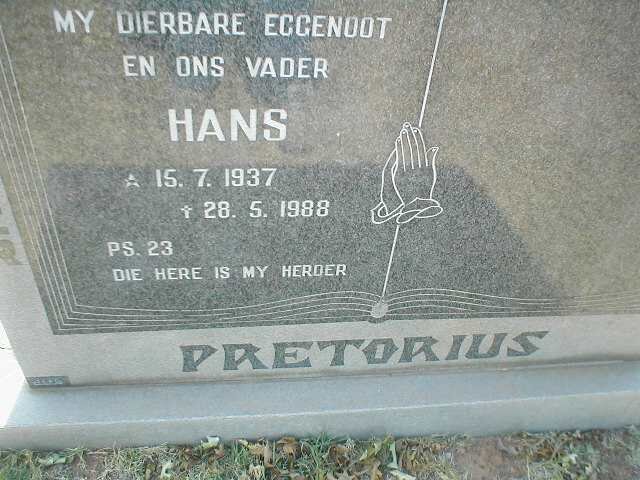 MY DIERBARE EGGENOOT
EN ONS VADER
HANS
☆ 15. 7. 1937
✝ 28. 5. 1988
PS. 23
DIE HERE IS MY HERDER
PRETORIUS